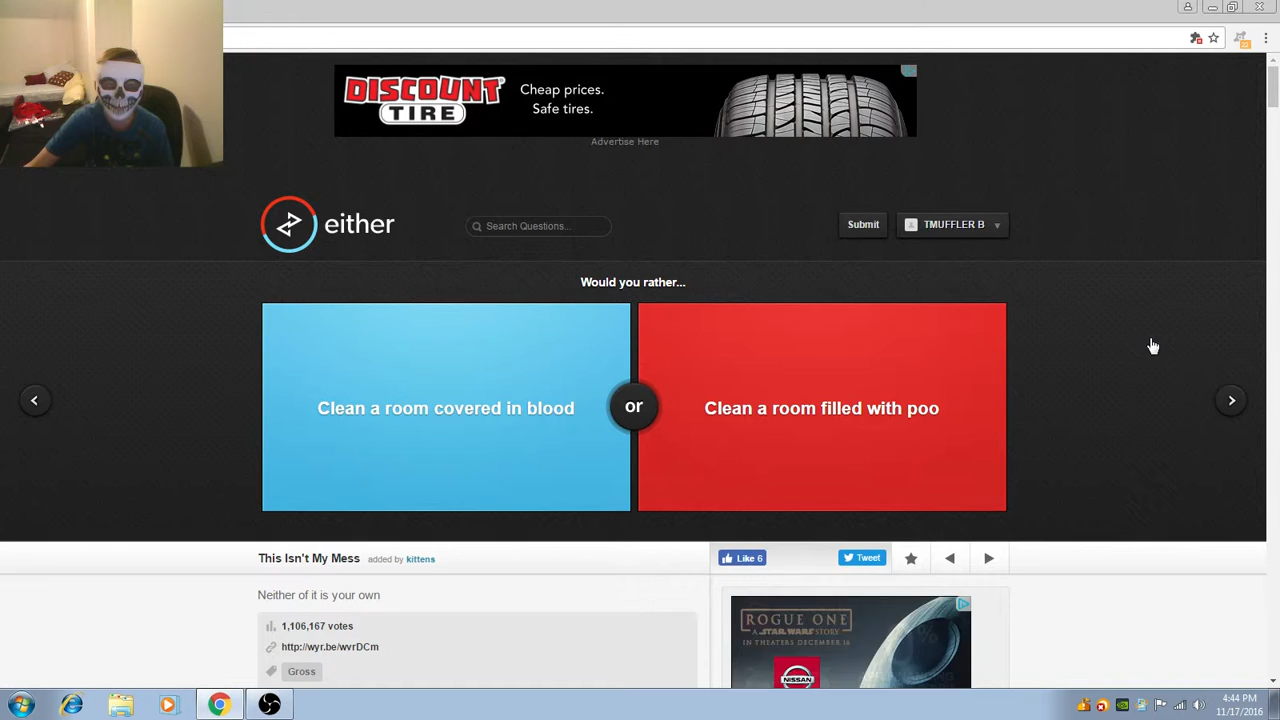 DISCOUNT
TIRE
Cheap prices.
Safe tires.
Advertise Here
either
Search Questions...
Submit
TMUFFLER B
Would you rather...
Clean a room covered in blood
or
Clean a room filled with poo
This Isn't My Mess added by kittens
Like 6
Tweet
Neither of it is your own
1,106,167 votes
http://wyr.be/wvrDCm
Gross
ROGUE ONE
A STAR WARS STORY
IN THEATERS DECEMBER 16
NISSAN
4:44 PM
11/17/2016